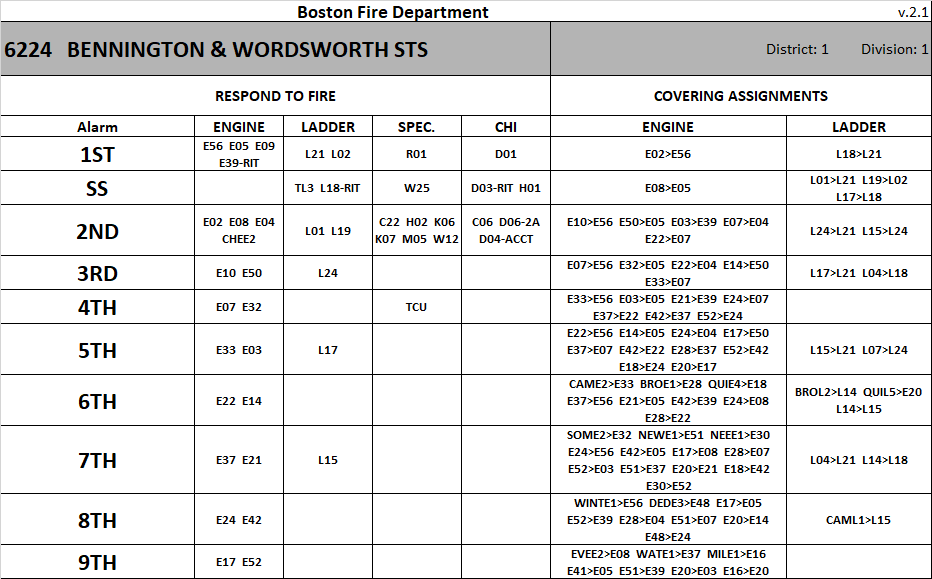 Boston Fire Department v.2.1
6224 BENNINGTON & WORDSWORTH STS District: 1 Division: 1
RESPOND TO FIRE COVERING ASSIGNMENTS
Alarm ENGINE LADDER SPEC. CHI ENGINE LADDER
1ST
E56 E05 E09
E39-RIT
L21 L02
R01
D01
E02>E56
L18>L21
SS
TL3 L18-RIT
W25
D03-RIT H01
E08>E05
L01>L21 L19>L02
L17>L18
2ND
E02 E08 E04
CHEE2
L01 L19
C22 H02 K06
K07 M05 W12
C06 D06-2A
D04-ACCT
E10>E56 E50>E05 E03>E39 E07>E04
E22>E07
L24>L21 L15>L24
3RD
E10 E50
L24
E07>E56 E32>E05 E22>E04 E14>E50
E33>E07
L17>L21 L04>L18
4TH
E07 E32
TCU
E33>E56 E03>E05 E21>E39 E24>E07
E37>E22 E42>E37 E52>E24
5TH
E33 E03
L17
E22>E56 E14>E05 E24>E04 E17>E50
E37>E07 E42>E22 E28>E37 E52>E42
E18>E24 E20>E17
L15>L21 L07>L24
6TH
E22 E14
CAME2>E33 BROE1>E28 QUIE4>E18
E37>E56 E21>E05 E42>E39 E24>E08
E28>E22
BROL2>L14 QUIL5>E20
L14>L15
7TH
E37 E21
L15
SOME2>E32 NEWE1>E51 NEEE1>E30
E24>E56 E42>E05 E17>E08 E28>E07
E52>E03 E51>E37 E20>E21 E18>E42
E30>E52
L04>L21 L14>L18
8TH
E24 E42
WINTE1>E56 DEDE3>E48 E17>E05
E52>E39 E28>E04 E51>E07 E20>E14
E48>E24
CAML1>L15
9TH
E17 E52
EVEE2>E08 WATE1>E37 MILE1>E16
E41>E05 E51>E39 E20>E03 E16>E20